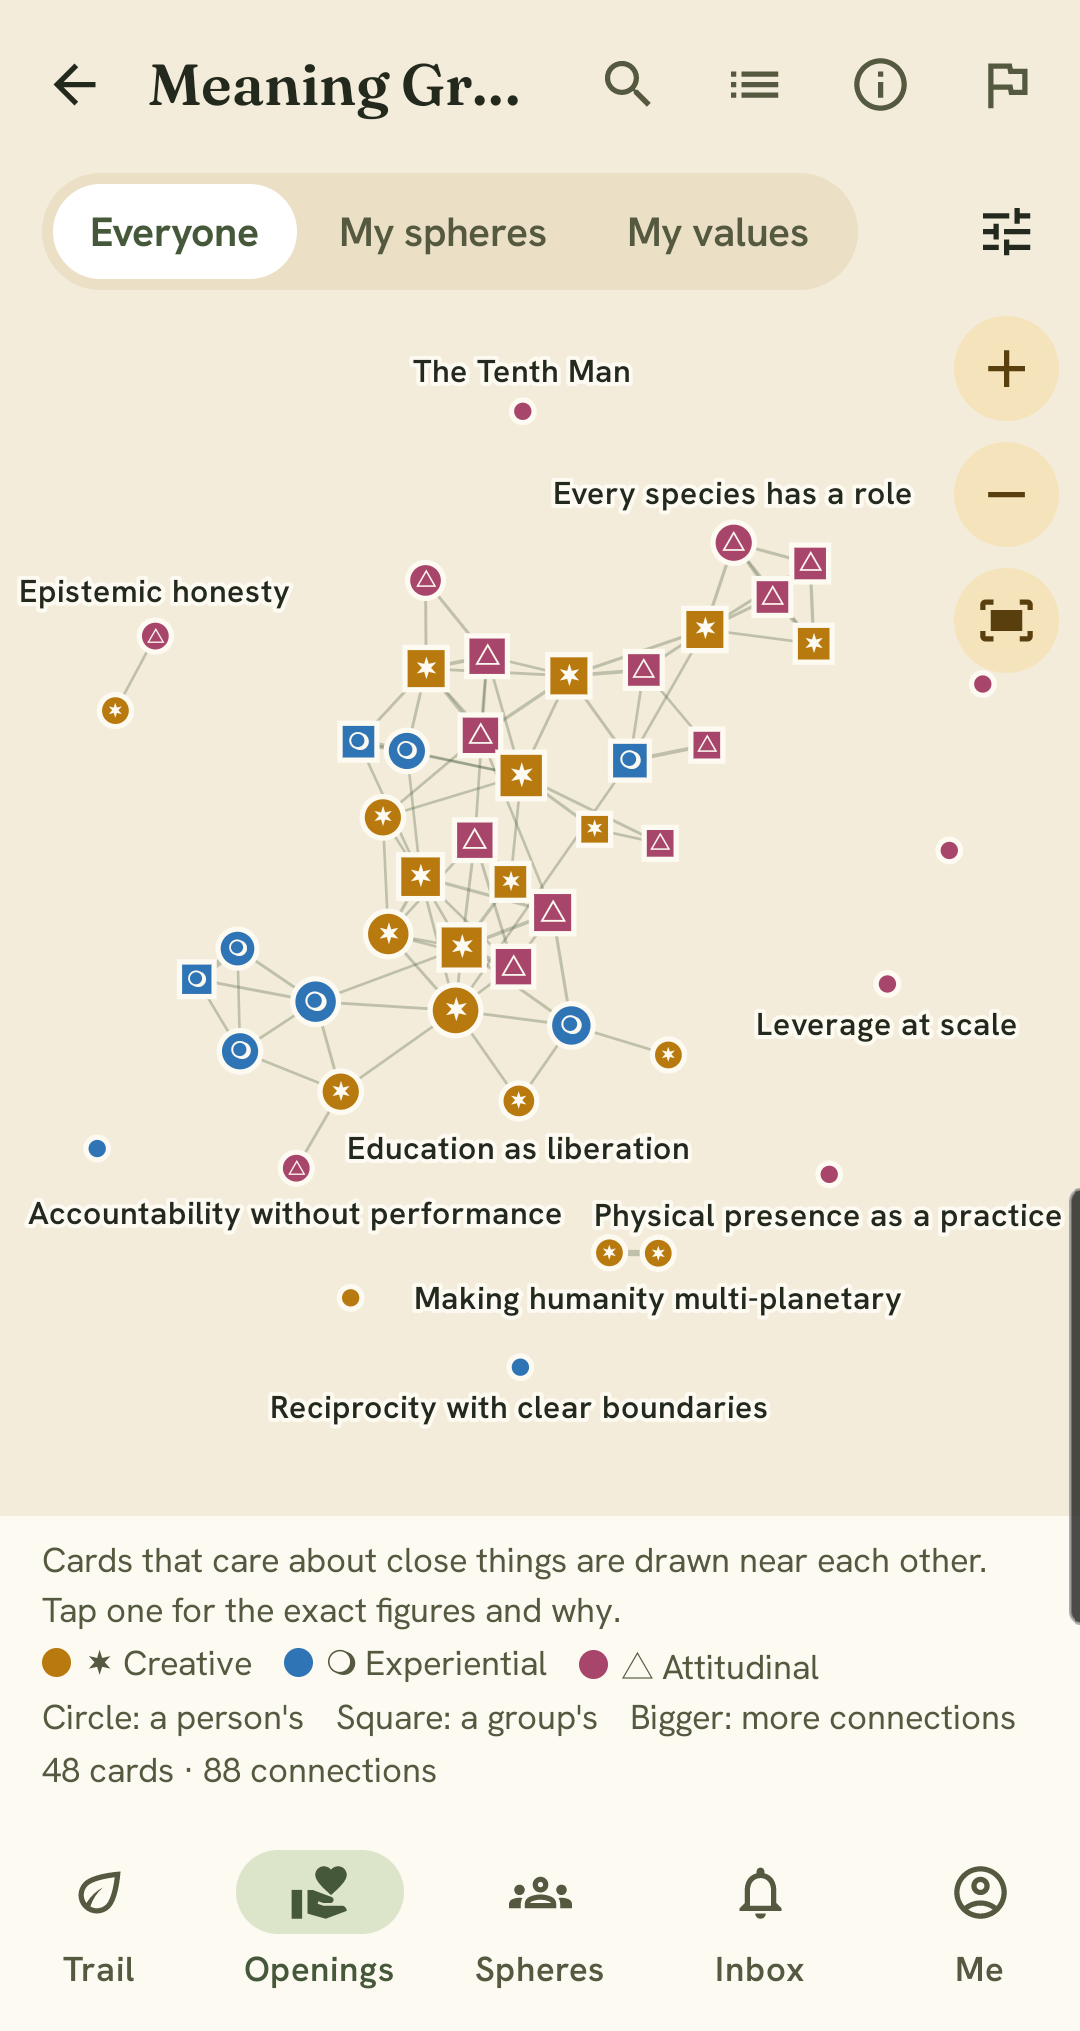 Meaning Gr...
Everyone
My spheres
My values
The Tenth Man
Every species has a role
Epistemic honesty
Leverage at scale
Education as liberation
Accountability without performance
Physical presence as a practice
Making humanity multi-planetary
Reciprocity with clear boundaries
Cards that care about close things are drawn near each other.
Tap one for the exact figures and why.
Creative Experiential Attitudinal
Circle: a person's Square: a group's Bigger: more connections
48 cards · 88 connections
Trail
Openings
Spheres
Inbox
Me